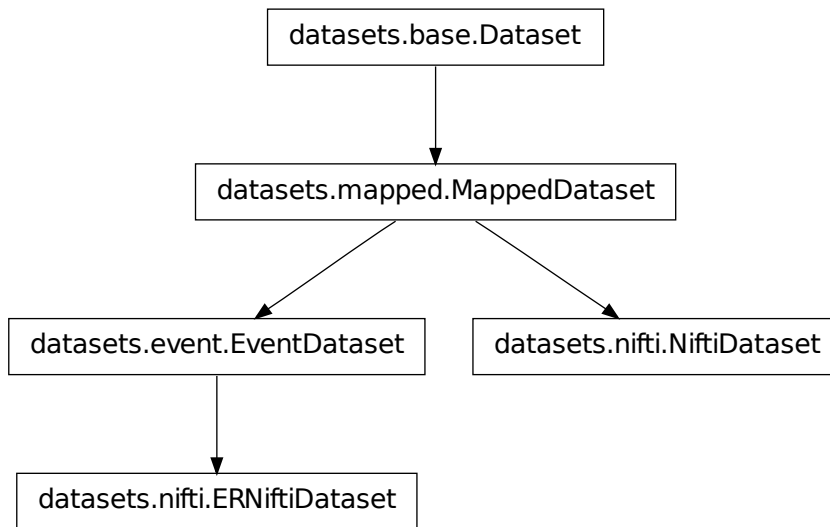 datasets.base.Dataset
datasets.mapped.MappedDataset
datasets.event.EventDataset
datasets.nifti.NiftiDataset
datasets.nifti.ERNiftiDataset